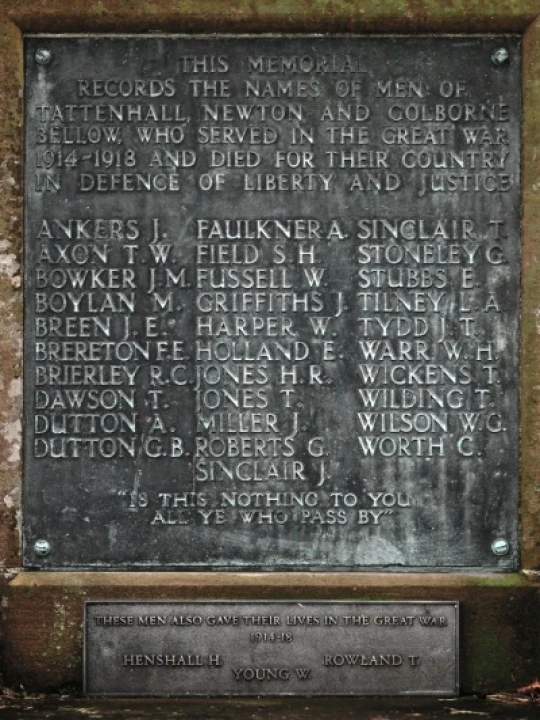 THIS MEMORIAL
RECORDS THE NAMES OF MEN OF
TATTENHALL, NEWTON AND GOLBORNE
BELLOW, WHO SERVED IN THE GREAT WAR
1914-1918 AND DIED FOR THEIR COUNTRY
IN DEFENCE OF LIBERTY AND JUSTICE
ANKERS J. FAULKNER A. SINCLAIR T.
AXON T.W. FIELD S.H. STONELEY G.
BOWKER J.M. FUSSELL W. STUBBS E.
BOYLAN M. GRIFFITHS J. TILNEY L.A.
BREEN J.E. HARPER W. TYDD J.T.
BRERETON F.E. HOLLAND E. WARR W.H.
BRIERLEY R.C. JONES H.R. WICKENS T.
DAWSON T. JONES T. WILDING T.
DUTTON A. MILLER J. WILSON W.G.
DUTTON G.B. ROBERTS G. WORTH C.
SINCLAIR J.
"IS THIS NOTHING TO YOU
ALL YE WHO PASS BY"
THESE MEN ALSO GAVE THEIR LIVES IN THE GREAT WAR
1914-18
HENSHALL H. ROWLAND T.
YOUNG W.